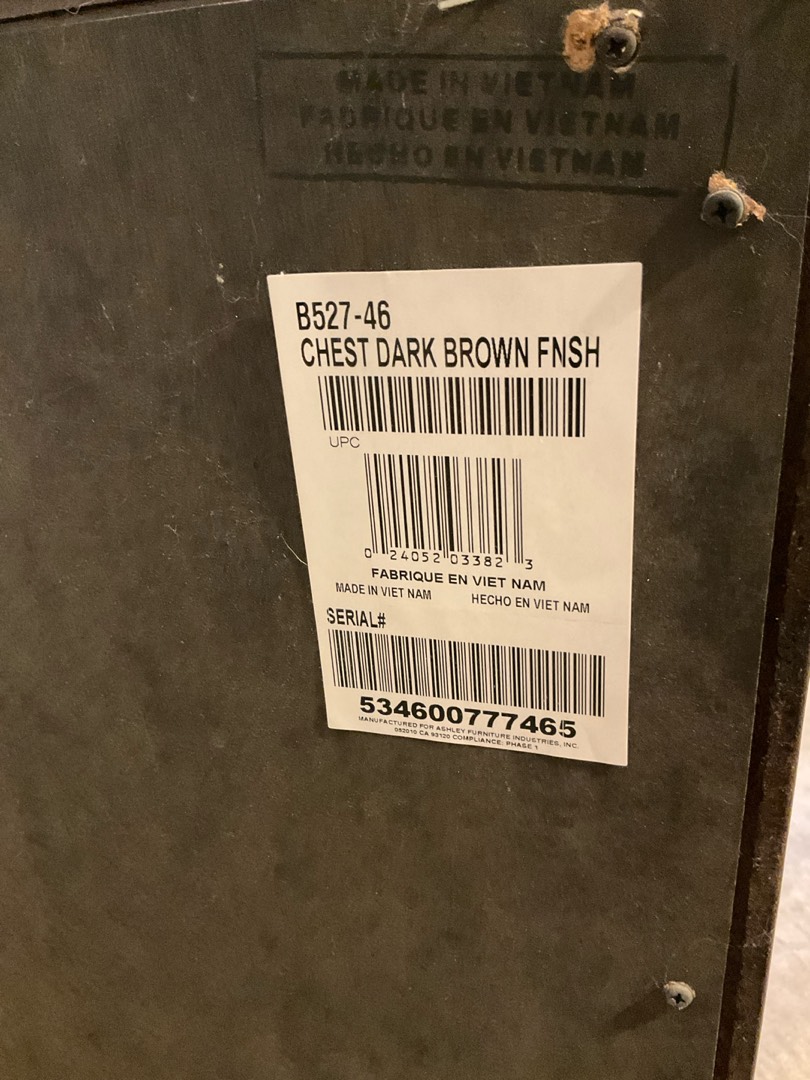 MADE IN VIETNAM
FABRIQUE EN VIETNAM
HECHO EN VIETNAM
B527-46
CHEST DARK BROWN FNSH
UPC
0 24052 03382 3
FABRIQUE EN VIET NAM
MADE IN VIET NAM HECHO EN VIET NAM
SERIAL#
534600777465
MANUFACTURED FOR ASHLEY FURNITURE INDUSTRIES, INC.
092010 CA 93120 COMPLIANCE: PHASE 1